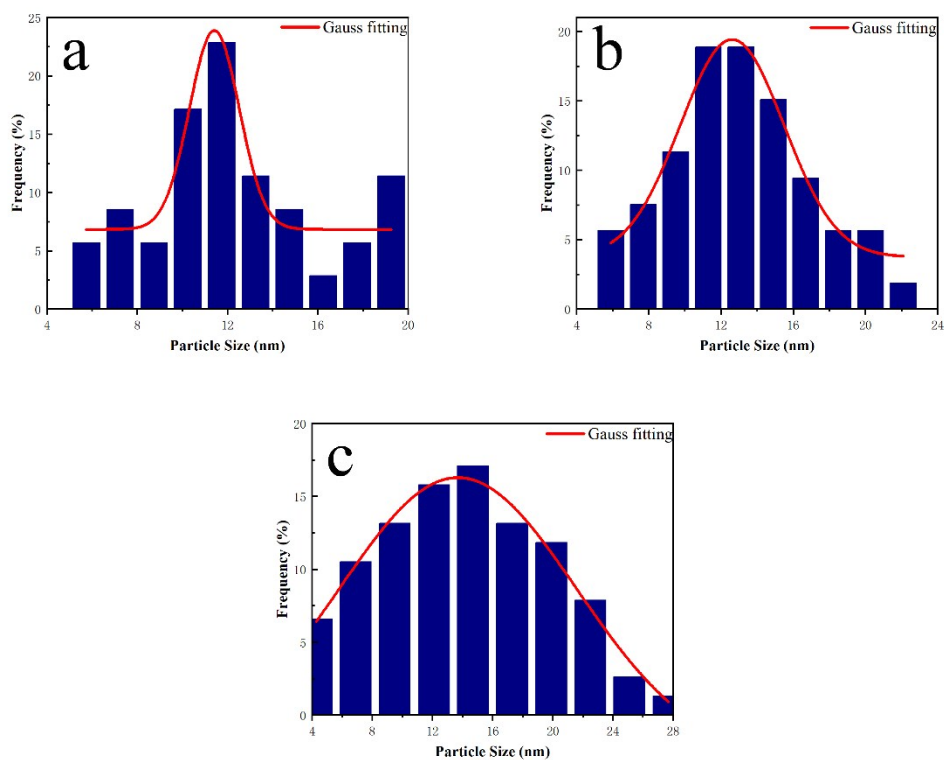 a
Gauss fitting
25
20
15
10
5
0
Frequency (%)
4 8 12 16 20
Particle Size (nm)
b
Gauss fitting
20
15
10
5
0
Frequency (%)
4 8 12 16 20 24
Particle Size (nm)
c
Gauss fitting
20
15
10
5
0
Frequency (%)
4 8 12 16 20 24 28
Particle Size (nm)